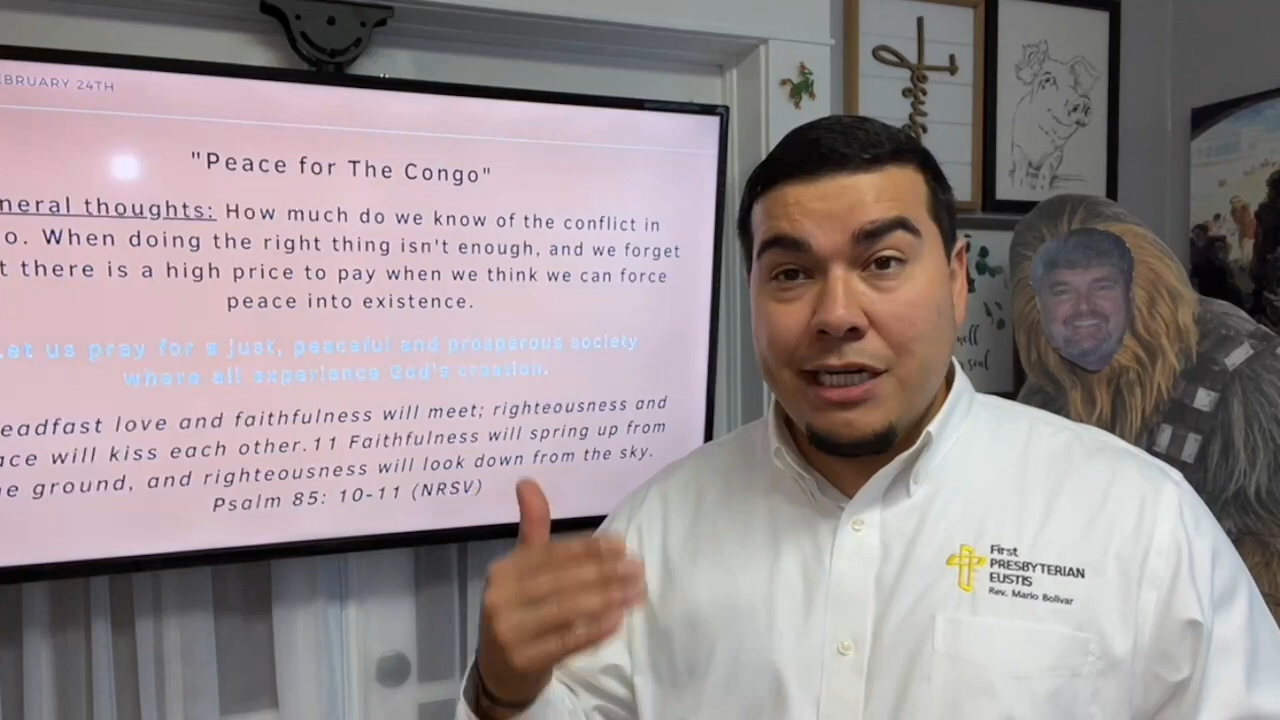 BRUARY 24TH
"Peace for The Congo"
neral thoughts: How much do we know of the conflict in
o. When doing the right thing isn't enough, and we forget
t there is a high price to pay when we think we can force
peace into existence.
et us pray for a just, peaceful and prosperous society
where all experience God's creation.
eadfast love and faithfulness will meet; righteousness and
ace will kiss each other.11 Faithfulness will spring up from
e ground, and righteousness will look down from the sky.
Psalm 85: 10-11 (NRSV)
Jesus
well
soul
First
PRESBYTERIAN
EUSTIS
Rev. Mario Bolivar